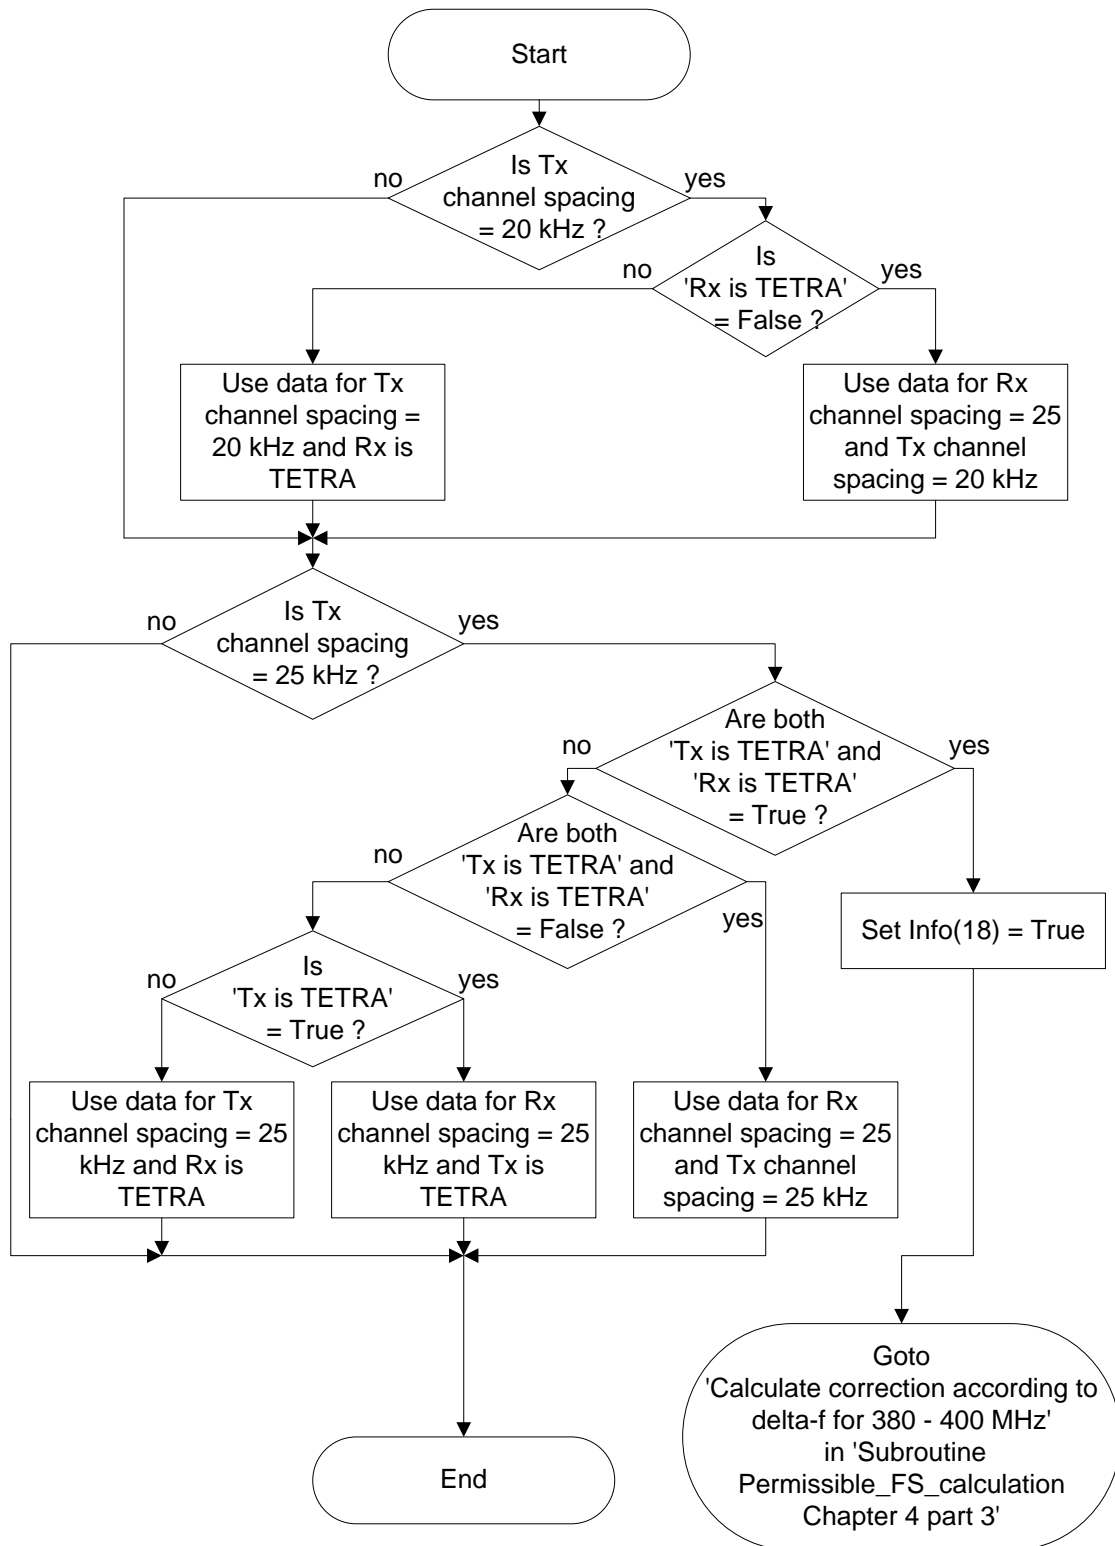 Start
Is Tx
channel spacing
= 20 kHz ?
no
yes
Is
'Rx is TETRA'
= False ?
no
yes
Use data for Tx
channel spacing =
20 kHz and Rx is
TETRA
Use data for Rx
channel spacing = 25
and Tx channel
spacing = 20 kHz
Is Tx
channel spacing
= 25 kHz ?
no
yes
Are both
'Tx is TETRA' and
'Rx is TETRA'
= True ?
no
yes
Are both
'Tx is TETRA' and
'Rx is TETRA'
= False ?
no
yes
Set Info(18) = True
Is
'Tx is TETRA'
= True ?
no
yes
Use data for Tx
channel spacing = 25
kHz and Rx is
TETRA
Use data for Rx
channel spacing = 25
kHz and Tx is
TETRA
Use data for Rx
channel spacing = 25
and Tx channel
spacing = 25 kHz
End
Goto
'Calculate correction according to
delta-f for 380 - 400 MHz'
in 'Subroutine
Permissible_FS_calculation
Chapter 4 part 3'